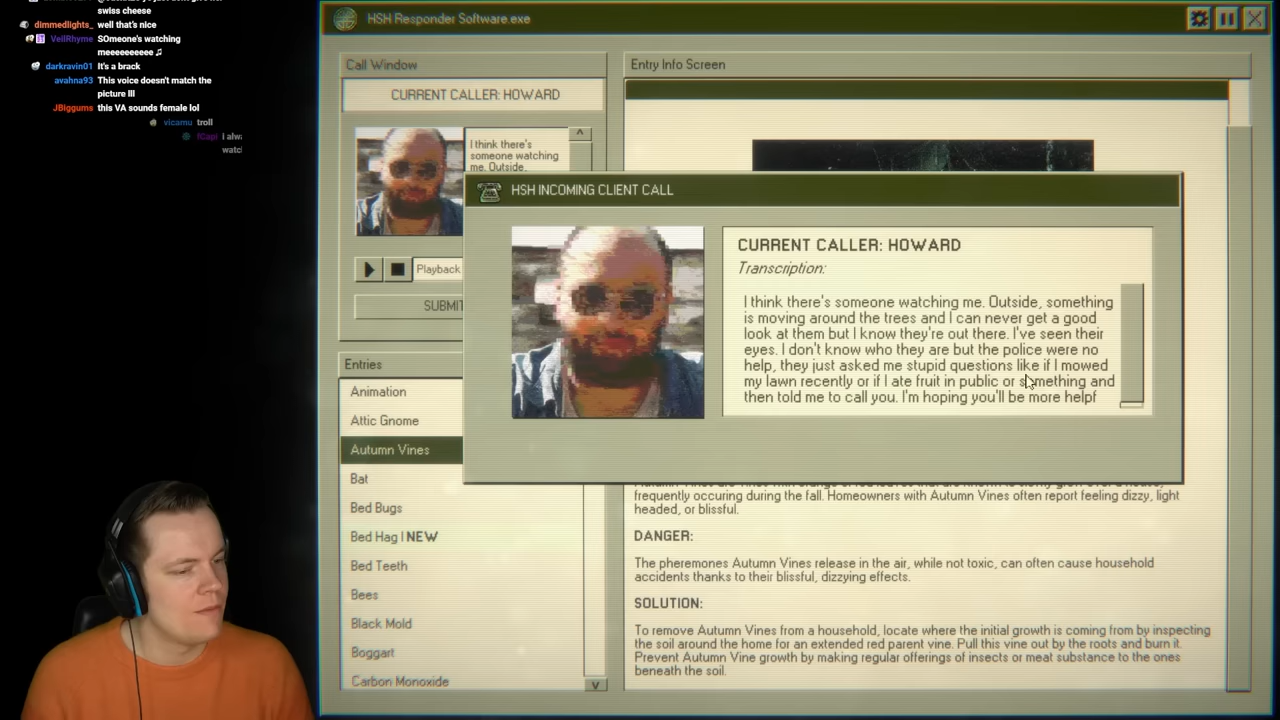 swiss cheese
dimmedlights_ well that's nice
VeilRhyme SOmeone's watching
meeeeeeeeee ♫
darkravin01 It's a brack
avahna93 This voice doesn't match the
picture lll
JBiggums this VA sounds female lol
vicamu troll
fCapi I alw
watc
HSH Responder Software.exe
Call Window
CURRENT CALLER: HOWARD
I think there's
someone watching
me. Outside,
Playback
SUBMIT
Entries
Animation
Attic Gnome
Autumn Vines
Bat
Bed Bugs
Bed Hag | NEW
Bed Teeth
Bees
Black Mold
Boggart
Carbon Monoxide
Entry Info Screen
HSH INCOMING CLIENT CALL
CURRENT CALLER: HOWARD
Transcription:
I think there's someone watching me. Outside, something
is moving around the trees and I can never get a good
look at them but I know they're out there. I've seen their
eyes. I don't know who they are but the police were no
help, they just asked me stupid questions like if I mowed
my lawn recently or if I ate fruit in public or something and
then told me to call you. I'm hoping you'll be more helpf
frequently occuring during the fall. Homeowners with Autumn Vines often report feeling dizzy, light
headed, or blissful.
DANGER:
The pheremones Autumn Vines release in the air, while not toxic, can often cause household
accidents thanks to their blissful, dizzying effects.
SOLUTION:
To remove Autumn Vines from a household, locate where the initial growth is coming from by inspecting
the soil around the home for an extended red parent vine. Pull this vine out by the roots and burn it.
Prevent Autumn Vine growth by making regular offerings of insects or meat substance to the ones
beneath the soil.